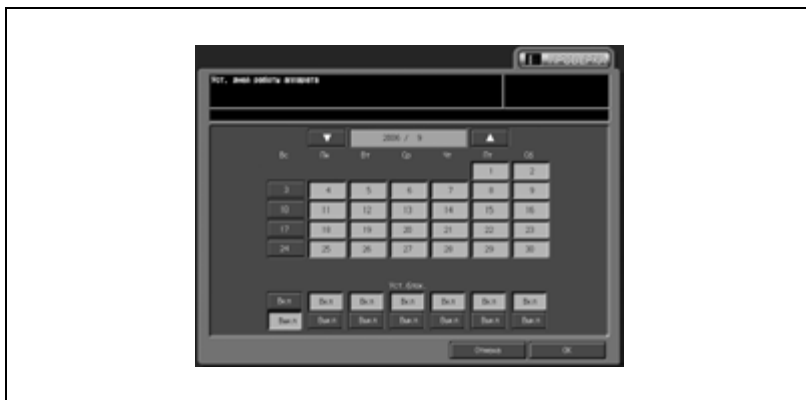 ПРОВЕРКА
Уст. дней работы аппарата
▼ 2006 / 9 ▲
Вс Пн Вт Ср Чт Пт Сб
1 2
3 4 5 6 7 8 9
10 11 12 13 14 15 16
17 18 19 20 21 22 23
24 25 26 27 28 29 30
Уст.блок.
Вкл Вкл Вкл Вкл Вкл Вкл Вкл
Выкл Выкл Выкл Выкл Выкл Выкл Выкл
Отмена OK